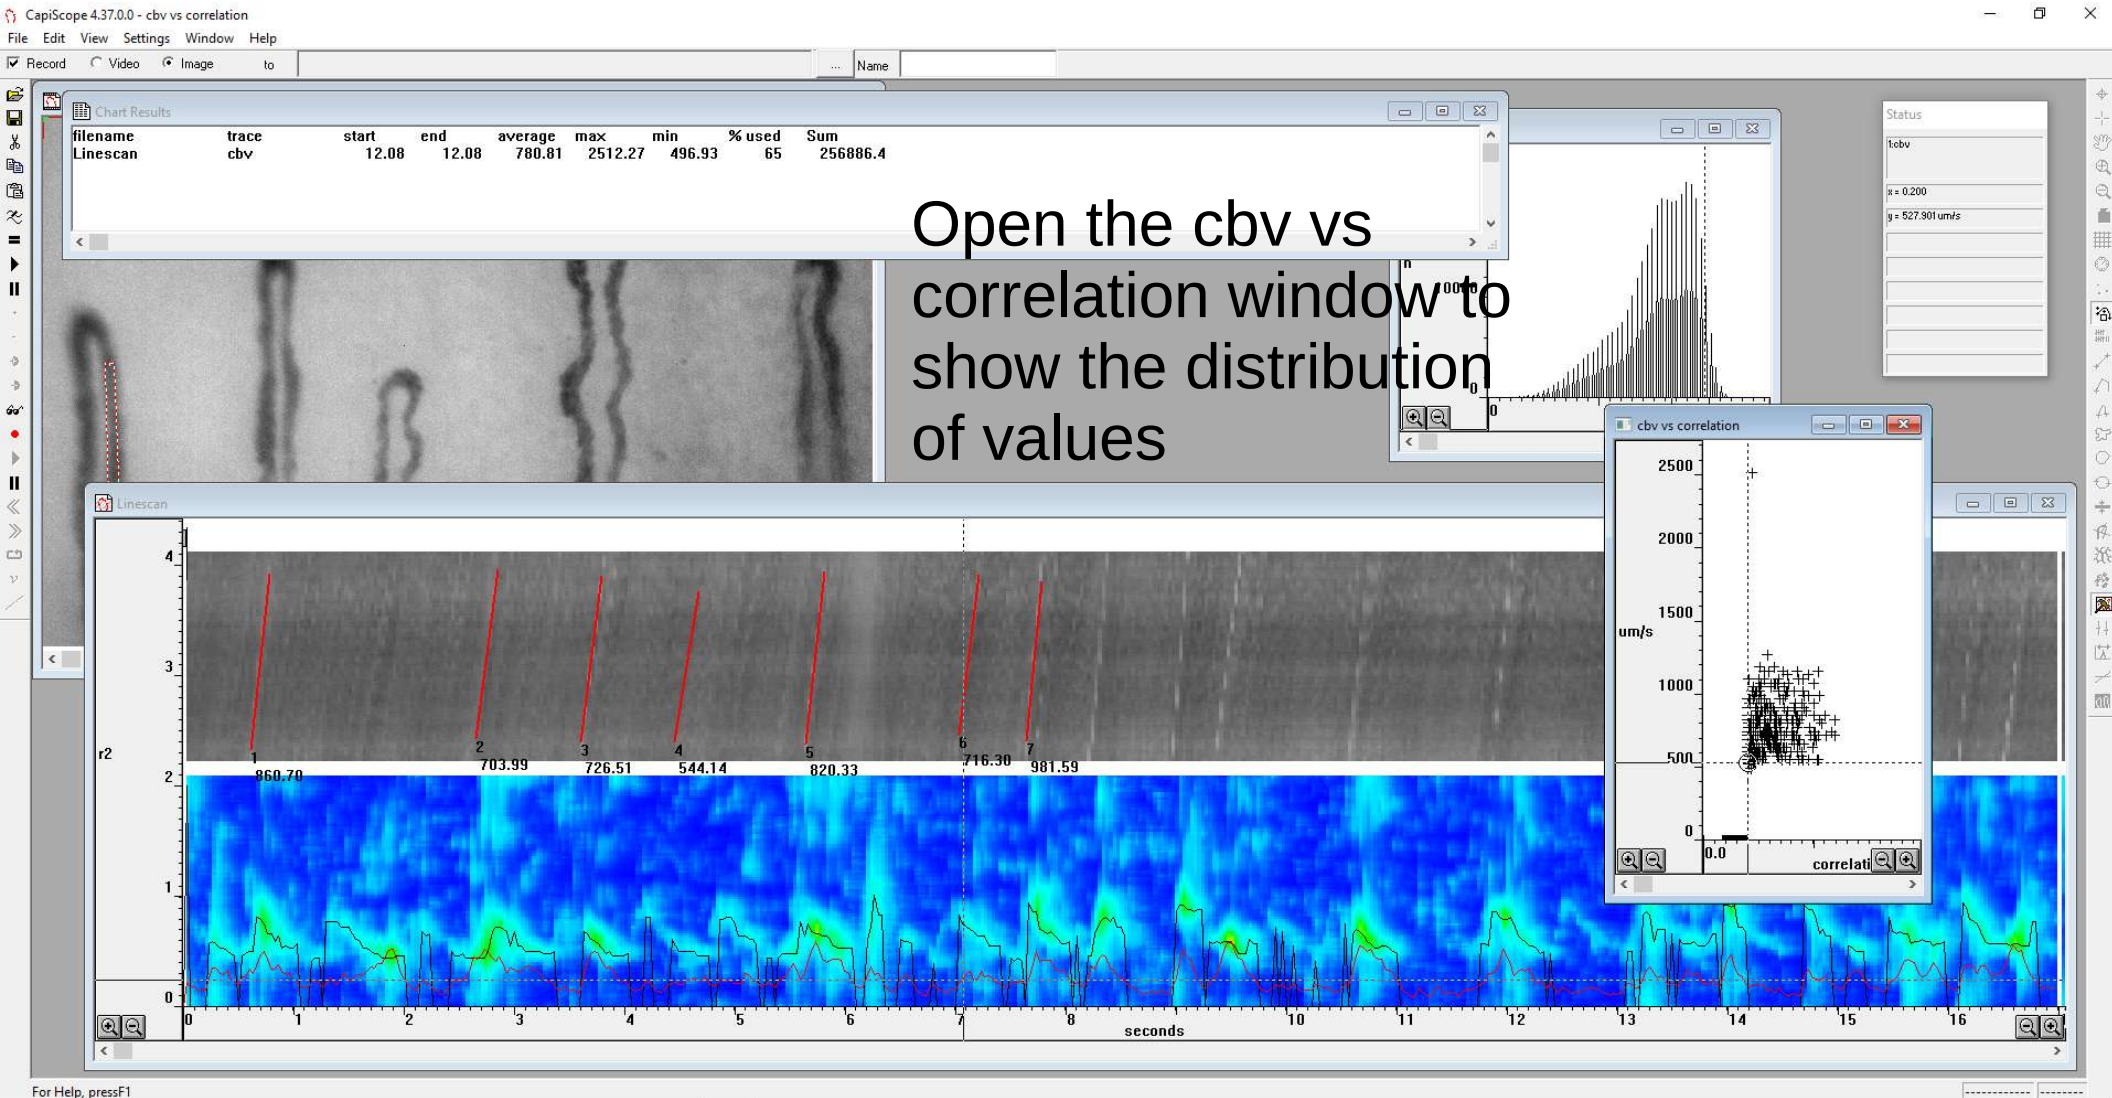 CapiScope 4.37.0.0 - cbv vs correlation
File Edit View Settings Window Help
Record Video Image to ... Name
Chart Results
filename trace start end average max min % used Sum
Linescan cbv 12.08 12.08 780.81 2512.27 496.93 65 256886.4
Status
1:cbv
x = 0.200
y = 527.901 um/s
Open the cbv vs
correlation window to
show the distribution
of values
n
0
0
cbv vs correlation
2500
2000
1500
um/s
1000
500
0
0.0
correlati
Linescan
4
3
r2
2
1
0
1 2 3 4 5 6 7
860.70 703.99 726.51 544.14 820.33 716.30 981.59
0 1 2 3 4 5 6 7 8 10 11 12 13 14 15 16
seconds
For Help, pressF1